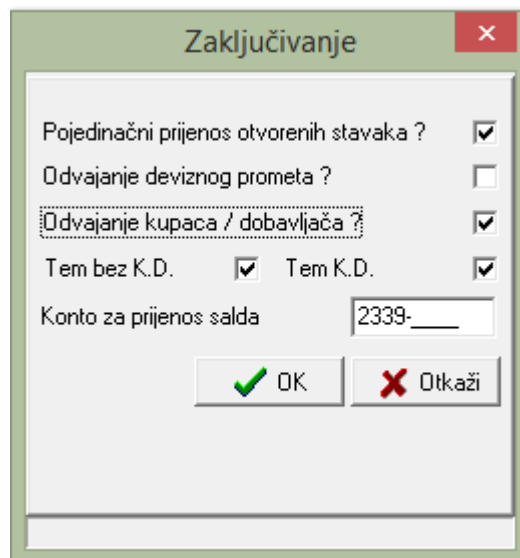 Zaključivanje
Pojedinačni prijenos otvorenih stavaka ?
Odvajanje deviznog prometa ?
Odvajanje kupaca / dobavljača ?
Tem bez K.D. Tem K.D.
Konto za prijenos salda 2339-____
OK Otkaži